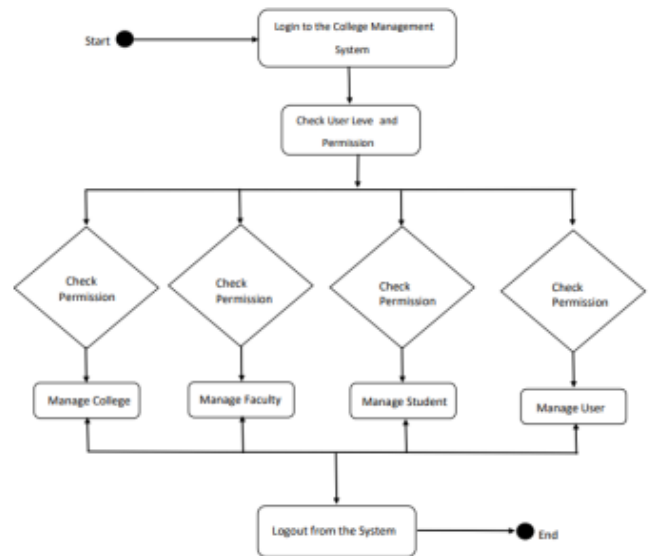 Login to the College Management
Start
System
Check User Leve and
Permission
Check
Permission
Check
Permission
Check
Permission
Check
Permission
Manage College
Manage Faculty
Manage Student
Manage User
Logout from the System
End